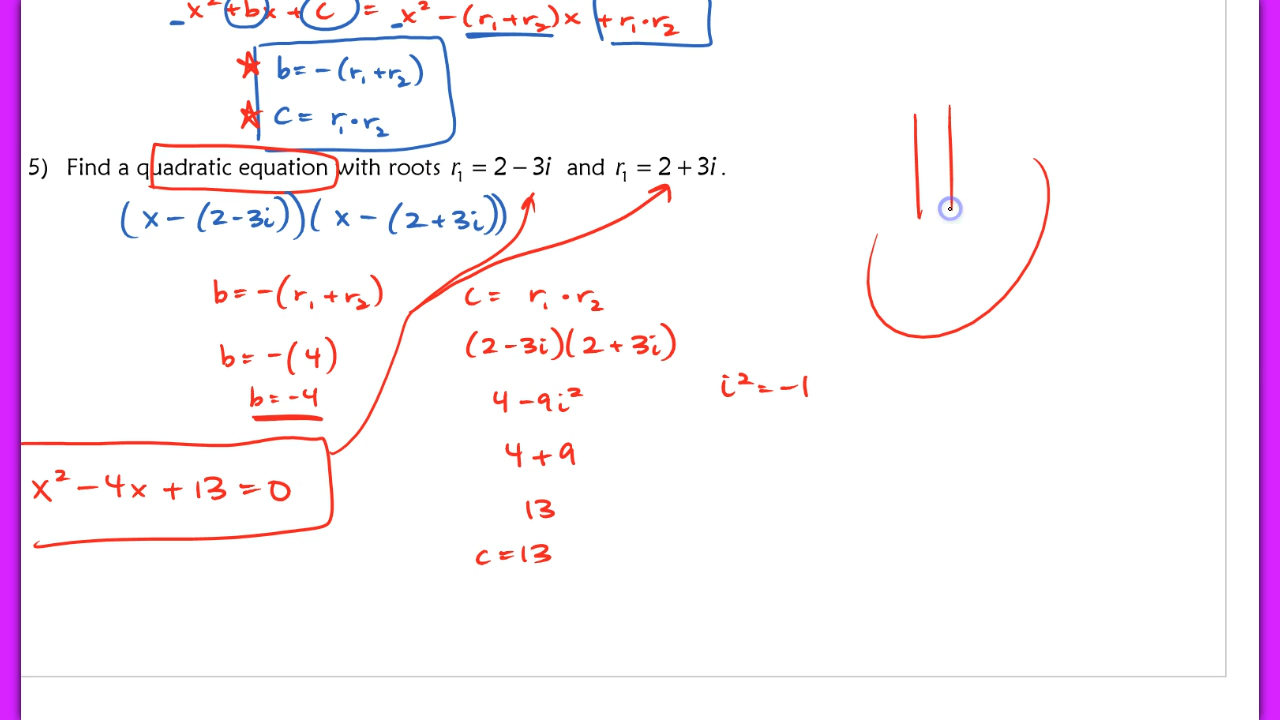 x² + bx + c = x² - (r₁+r₂)x + r₁·r₂
b = -(r₁+r₂)
c = r₁·r₂
5) Find a quadratic equation with roots r₁ = 2 − 3i and r₁ = 2 + 3i.
(x - (2-3i))(x - (2+3i))
b = -(r₁+r₂)
b = -(4)
b = -4
x² - 4x + 13 = 0
c = r₁·r₂
(2-3i)(2+3i)
4 - 9i²
4 + 9
13
c = 13
i² = -1